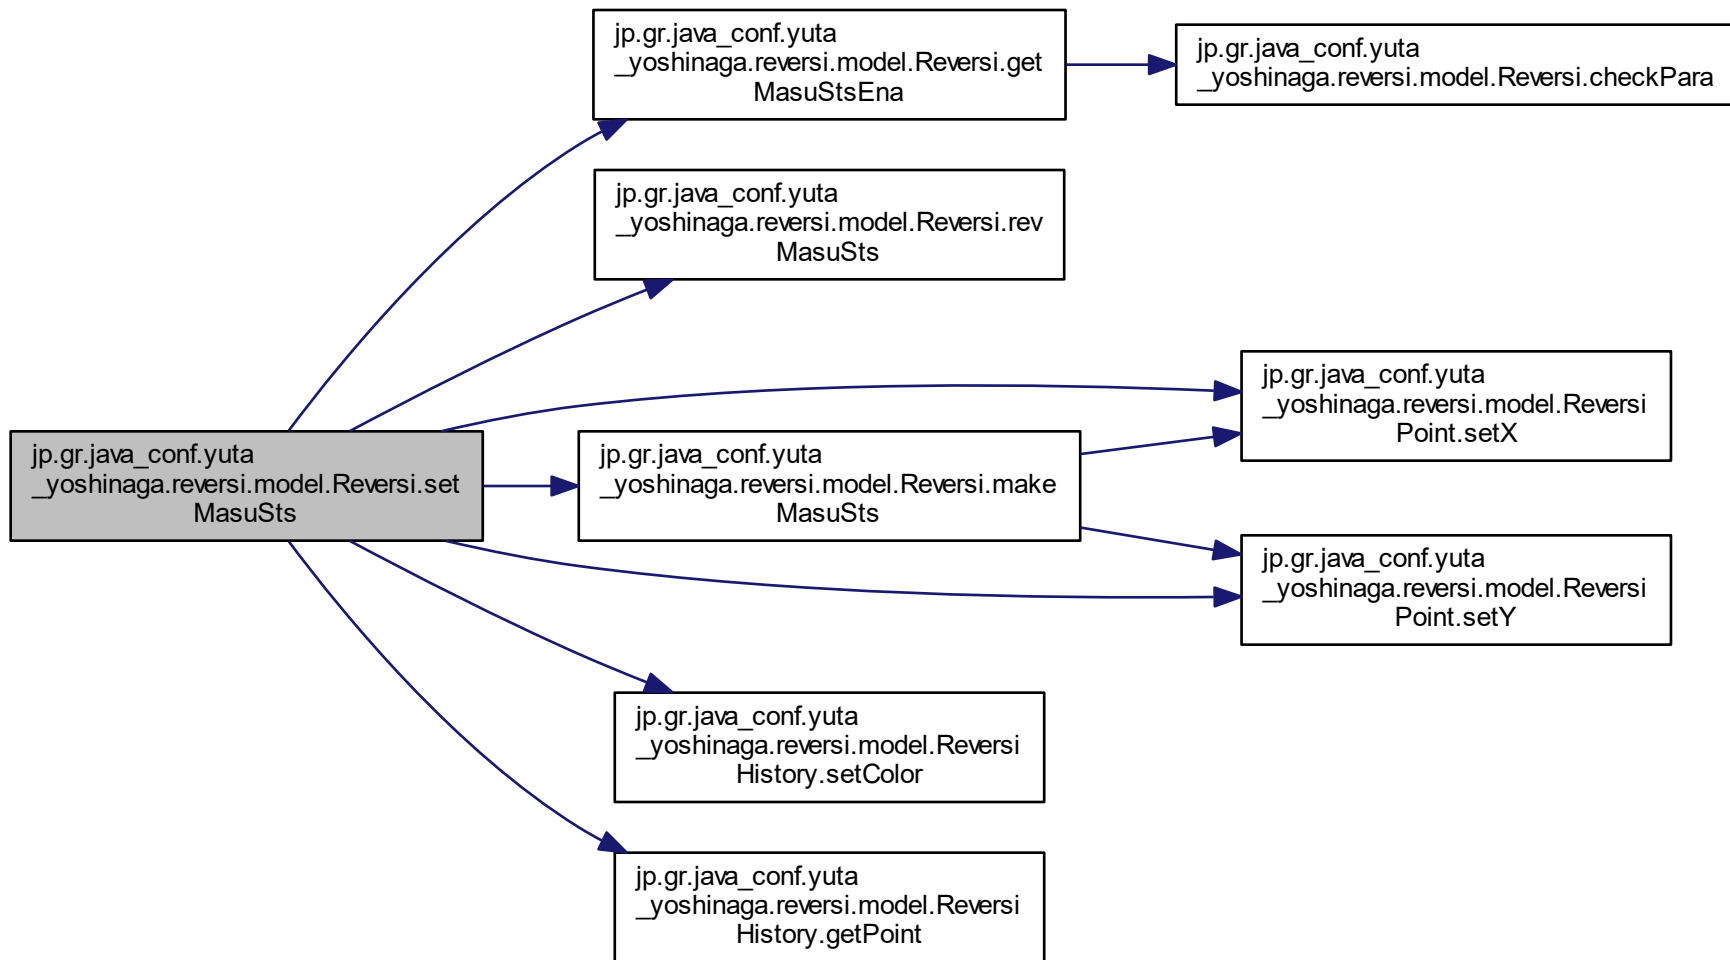 jp.gr.java_conf.yuta
_yoshinaga.reversi.model.Reversi.get
MasuStsEna
jp.gr.java_conf.yuta
_yoshinaga.reversi.model.Reversi.checkPara
jp.gr.java_conf.yuta
_yoshinaga.reversi.model.Reversi.rev
MasuSts
jp.gr.java_conf.yuta
_yoshinaga.reversi.model.Reversi
Point.setX
jp.gr.java_conf.yuta
_yoshinaga.reversi.model.Reversi.set
MasuSts
jp.gr.java_conf.yuta
_yoshinaga.reversi.model.Reversi.make
MasuSts
jp.gr.java_conf.yuta
_yoshinaga.reversi.model.Reversi
Point.setY
jp.gr.java_conf.yuta
_yoshinaga.reversi.model.Reversi
History.setColor
jp.gr.java_conf.yuta
_yoshinaga.reversi.model.Reversi
History.getPoint